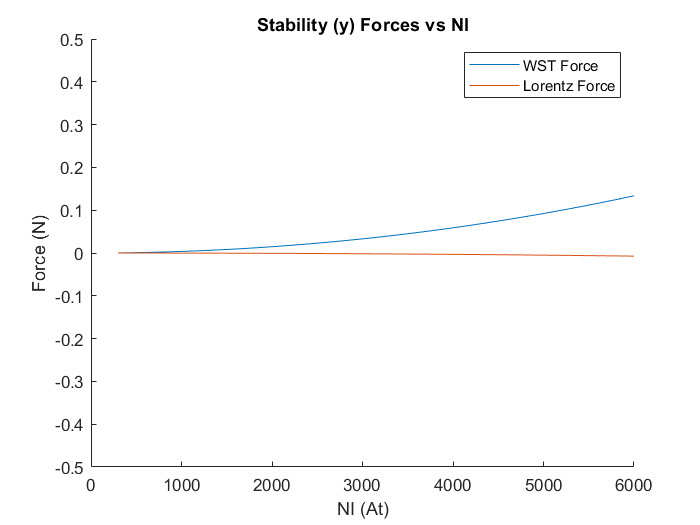 Stability (y) Forces vs NI
WST Force
Lorentz Force
0.5
0.4
0.3
0.2
0.1
0
-0.1
-0.2
-0.3
-0.4
-0.5
Force (N)
0 1000 2000 3000 4000 5000 6000
NI (At)